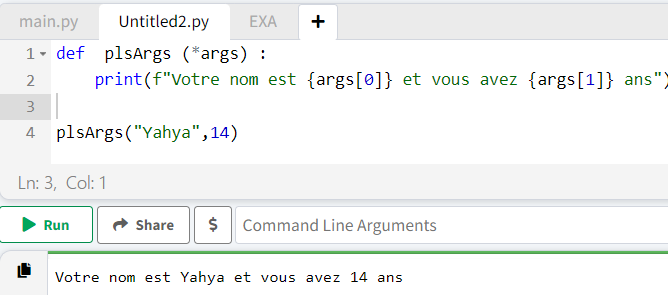 main.py Untitled2.py EXA +
1 def  plsArgs (*args) :
2     print(f"Votre nom est {args[0]} et vous avez {args[1]} ans")
3
4 plsArgs("Yahya",14)
Ln: 3, Col: 1
Run Share $ Command Line Arguments
Votre nom est Yahya et vous avez 14 ans